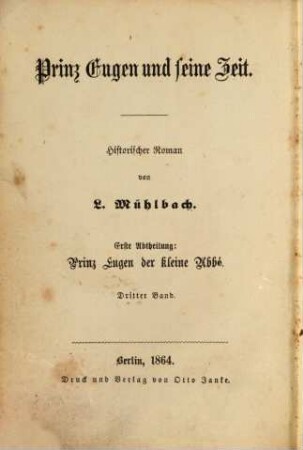 Prinz Eugen und seine Zeit.
Historischer Roman
von
L. Mühlbach.
Erste Abtheilung:
Prinz Eugen der kleine Abbé.
Dritter Band.
Berlin, 1864.
Druck und Verlag von Otto Janke.